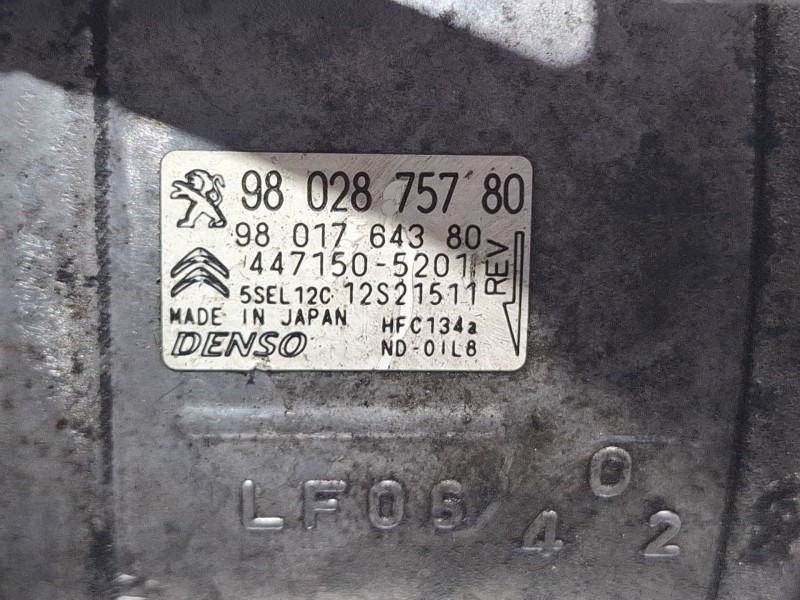 98 028 757 80
98 017 643 80
447150-5201
5SEL12C 12S21511
REV
MADE IN JAPAN HFC134a
DENSO ND-OIL8
LF06
0
4 2